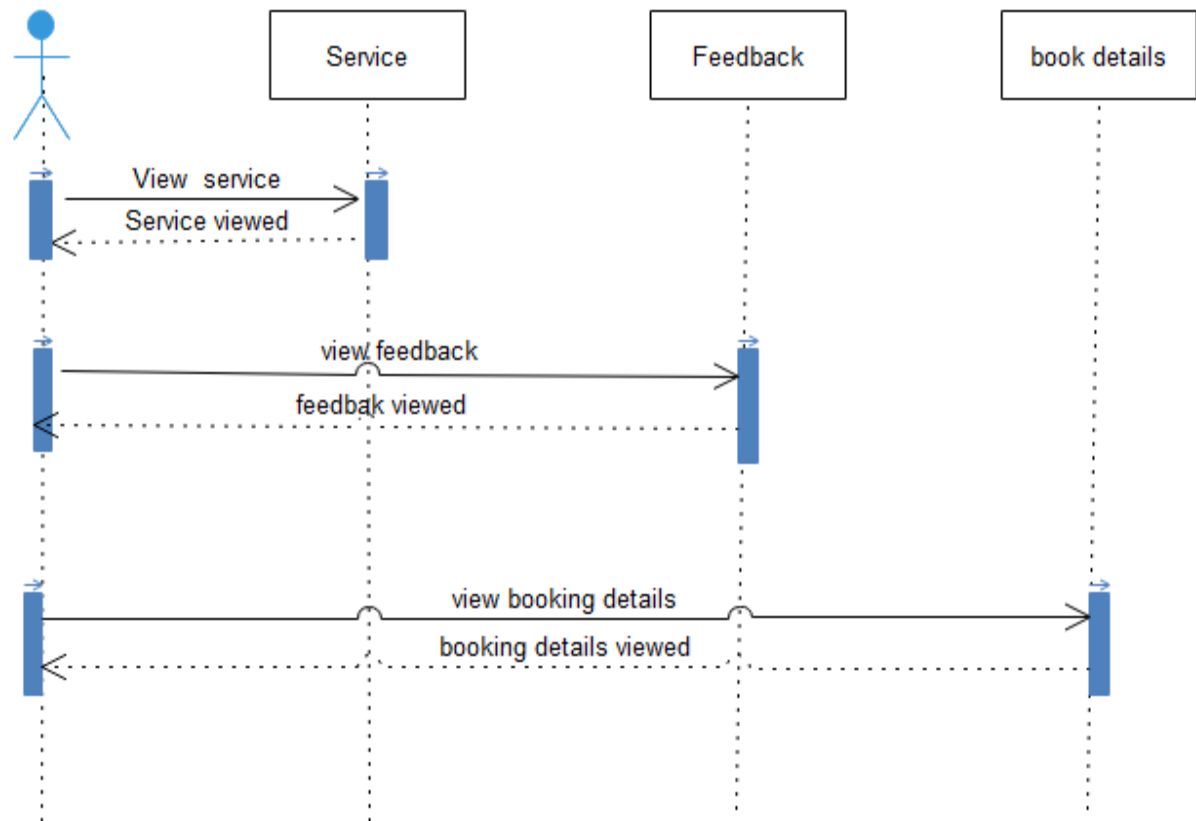 Service
Feedback
book details
View service
Service viewed
view feedback
feedbak viewed
view booking details
booking details viewed